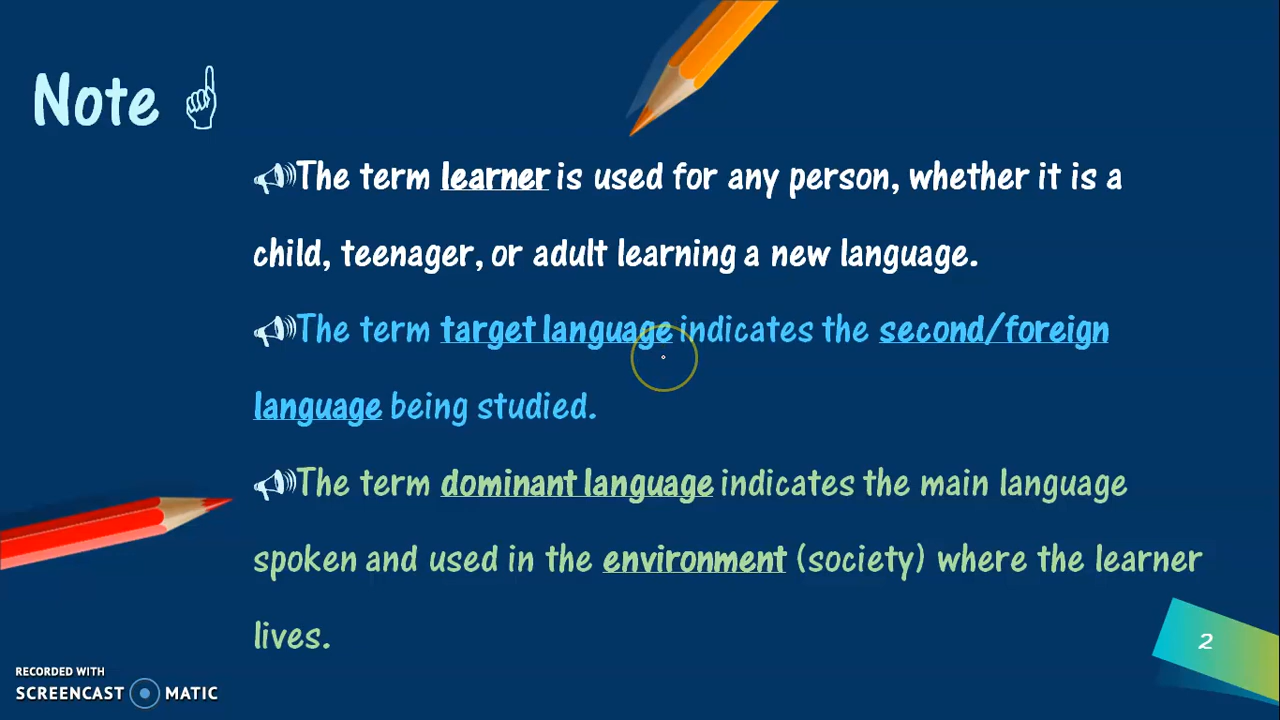 Note
The term learner is used for any person, whether it is a
child, teenager, or adult learning a new language.
The term target language indicates the second/foreign
language being studied.
The term dominant language indicates the main language
spoken and used in the environment (society) where the learner
lives.
2
RECORDED WITH
SCREENCAST MATIC